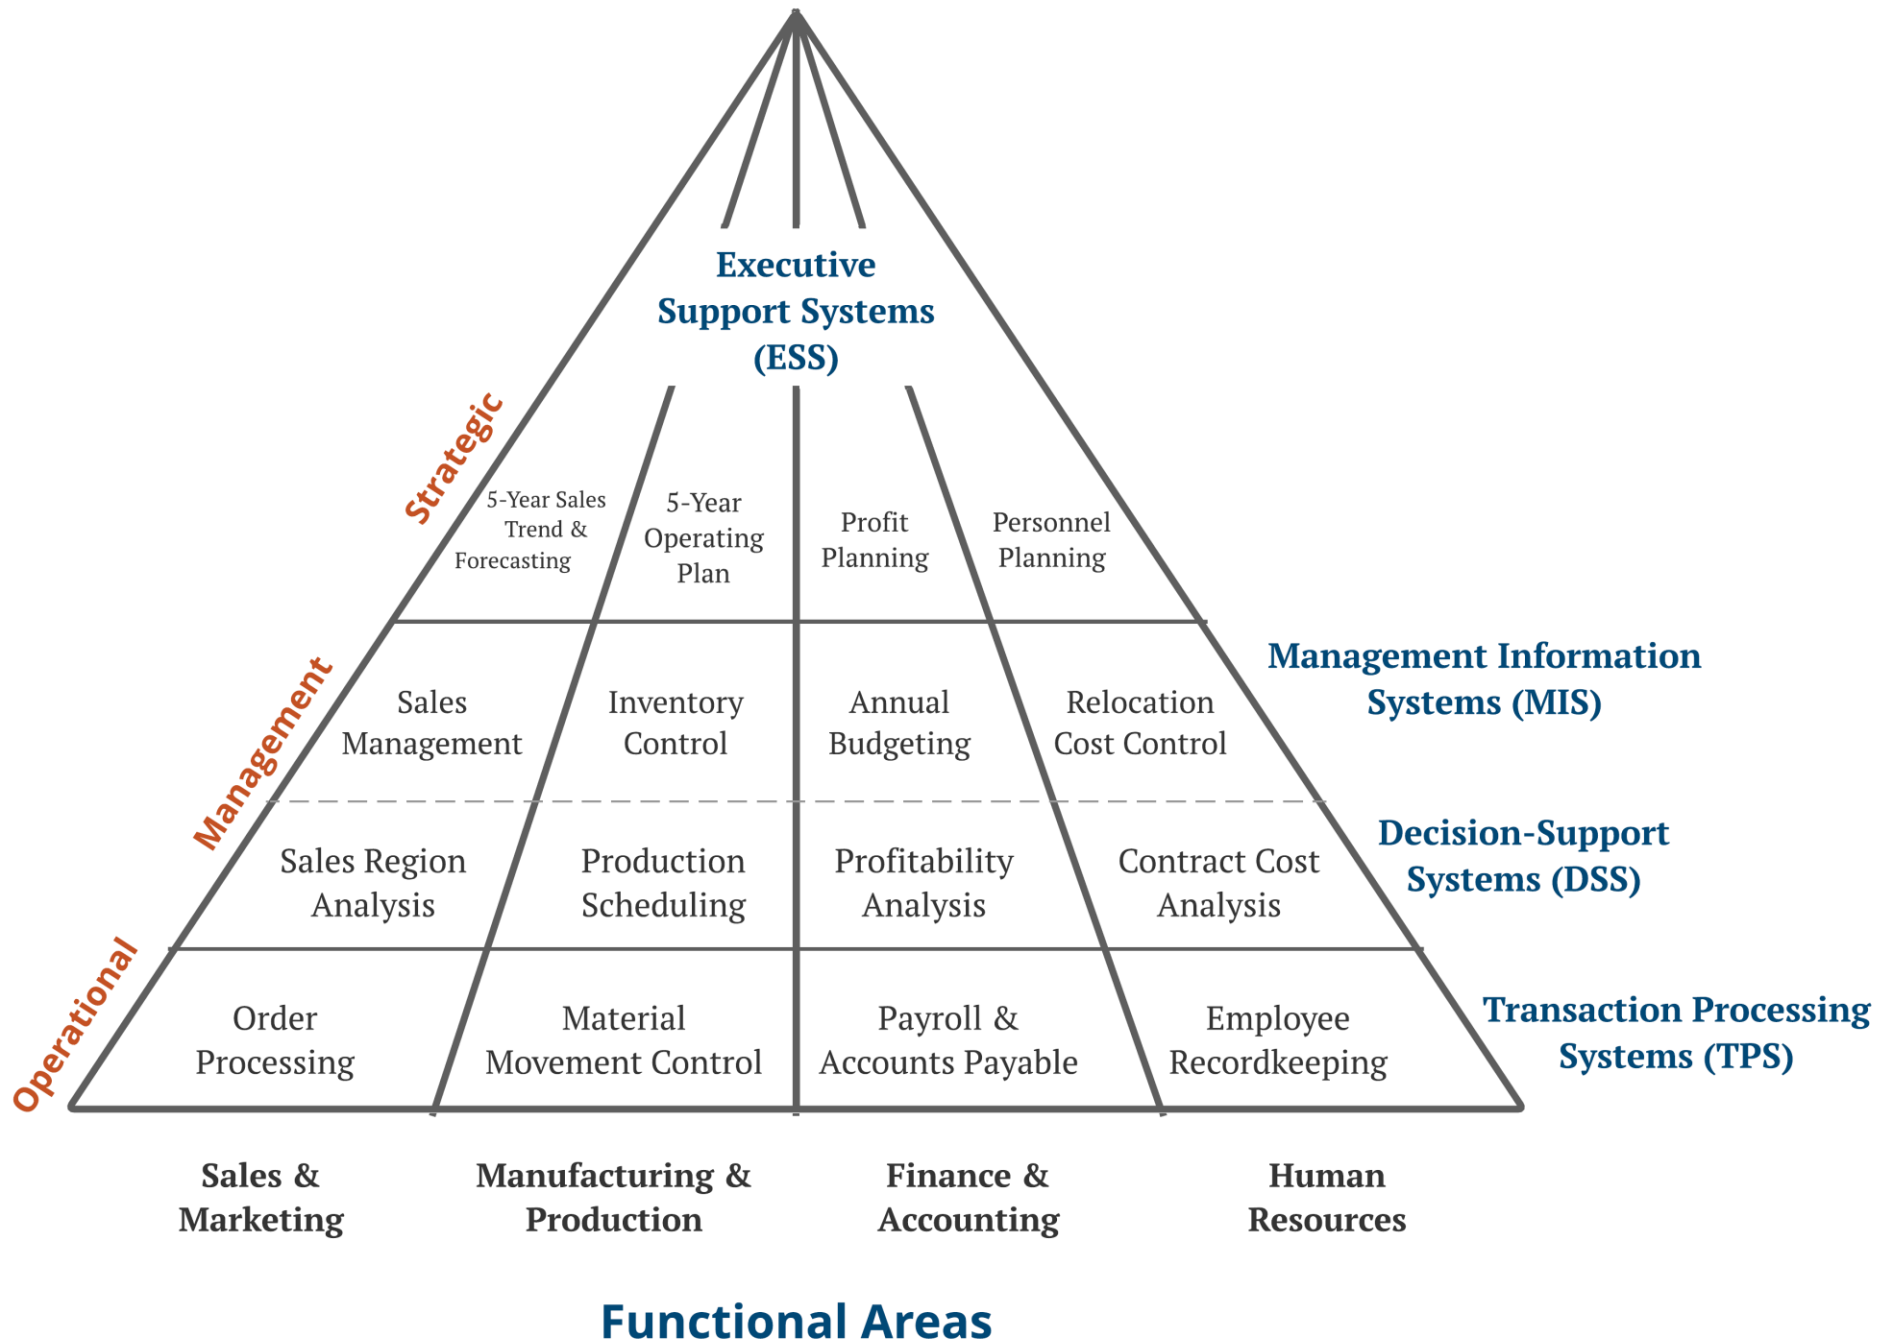 Executive
Support Systems
(ESS)
Strategic
5-Year Sales
Trend &
Forecasting
5-Year
Operating
Plan
Profit
Planning
Personnel
Planning
Management
Sales
Management
Inventory
Control
Annual
Budgeting
Relocation
Cost Control
Management Information
Systems (MIS)
Sales Region
Analysis
Production
Scheduling
Profitability
Analysis
Contract Cost
Analysis
Decision-Support
Systems (DSS)
Operational
Order
Processing
Material
Movement Control
Payroll &
Accounts Payable
Employee
Recordkeeping
Transaction Processing
Systems (TPS)
Sales &
Marketing
Manufacturing &
Production
Finance &
Accounting
Human
Resources
Functional Areas